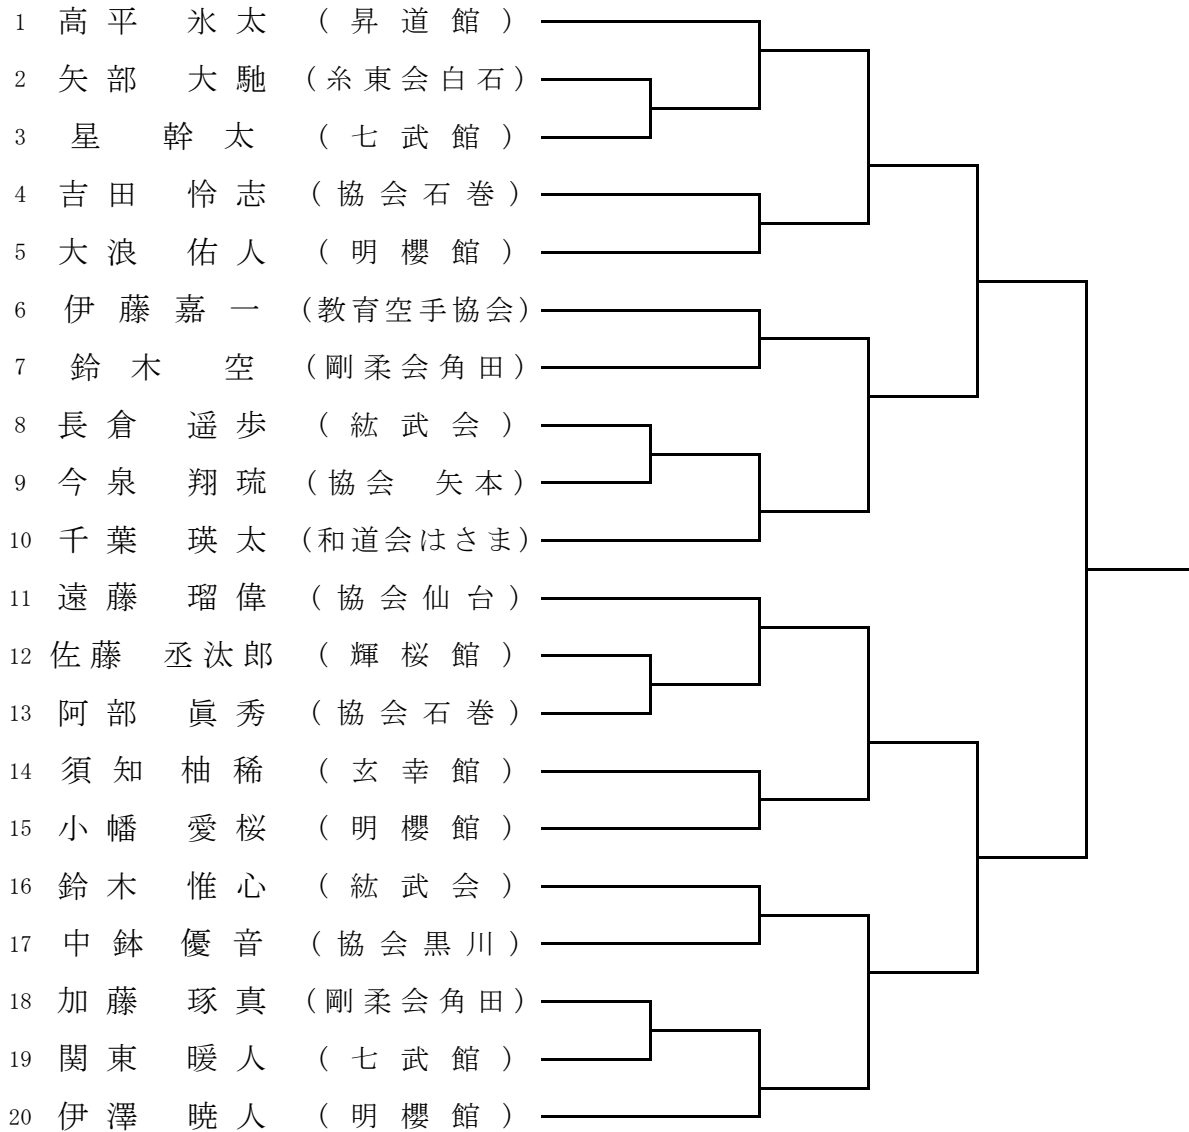 1 高平 氷太 (昇道館)
2 矢部 大馳 (糸東会白石)
3 星 幹太 (七武館)
4 吉田 怜志 (協会石巻)
5 大浪 佑人 (明櫻館)
6 伊藤嘉一 (教育空手協会)
7 鈴木 空 (剛柔会角田)
8 長倉 遥歩 (紘武会)
9 今泉 翔琉 (協会 矢本)
10 千葉 瑛太 (和道会はさま)
11 遠藤 瑠偉 (協会仙台)
12 佐藤 丞汰郎 (輝桜館)
13 阿部 眞秀 (協会石巻)
14 須知 柚稀 (玄幸館)
15 小幡 愛桜 (明櫻館)
16 鈴木 惟心 (紘武会)
17 中鉢 優音 (協会黒川)
18 加藤 琢真 (剛柔会角田)
19 関東 暖人 (七武館)
20 伊澤 暁人 (明櫻館)